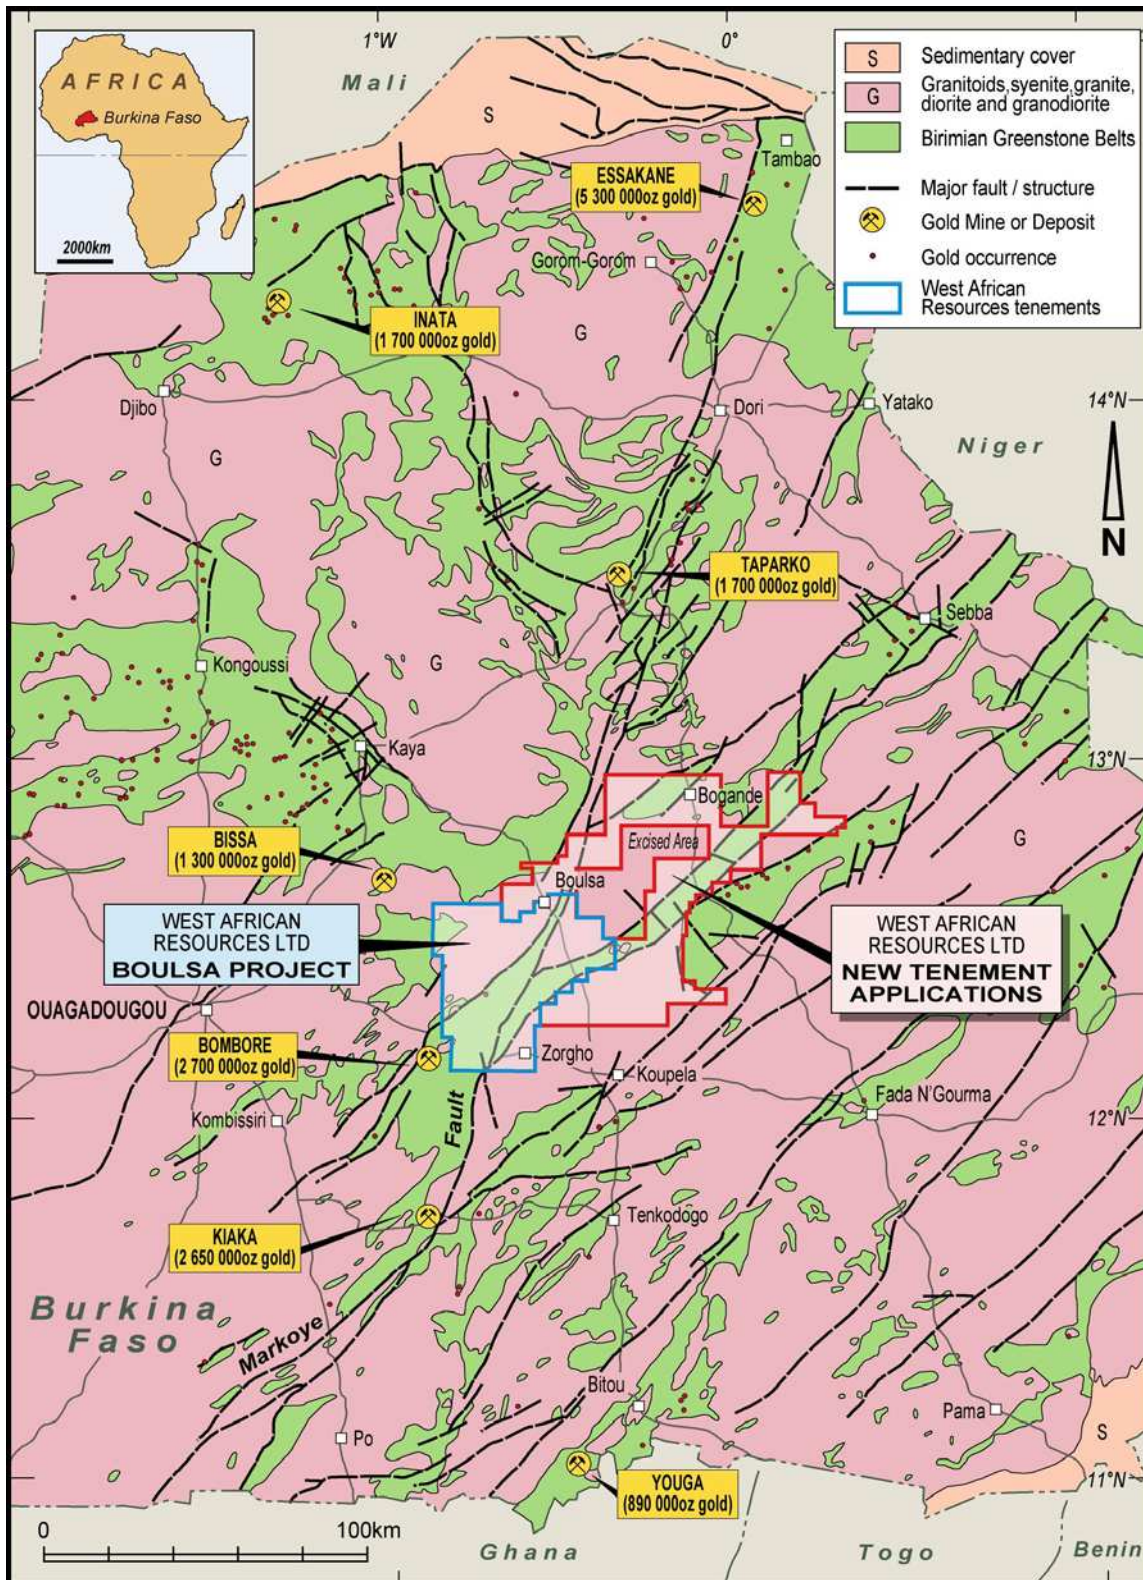 1°W
0°
Mali
AFRICA
Burkina Faso
2000km
S
Sedimentary cover
G
Granitoids,syenite,granite,
diorite and granodiorite
Birimian Greenstone Belts
Major fault / structure
Gold Mine or Deposit
Gold occurrence
West African
Resources tenements
S
Tambao
ESSAKANE
(5 300 000oz gold)
G
Gorom-Gorom
INATA
(1 700 000oz gold)
G
Djibo
Dori
Yatako
14°N
Niger
G
N
TAPARKO
(1 700 000oz gold)
Sebba
Kongoussi
G
G
Kaya
13°N
Bogande
BISSA
(1 300 000oz gold)
Excised Area
G
Boulsa
WEST AFRICAN
RESOURCES LTD
BOULSA PROJECT
WEST AFRICAN
RESOURCES LTD
NEW TENEMENT
APPLICATIONS
OUAGADOUGOU
BOMBORE
(2 700 000oz gold)
Zorgho
Koupela
Fada N'Gourma
Kombissiri
Fault
12°N
KIAKA
(2 650 000oz gold)
Tenkodogo
Burkina
Faso
Markoye
Bitou
Pama
Po
S
YOUGA
(890 000oz gold)
11°N
0
100km
Ghana
Togo
Benin